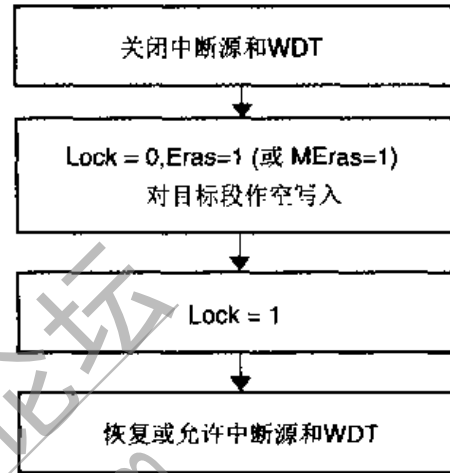 关闭中断源和WDT
Lock = 0,Eras=1 (或 MEras=1)
对目标段作空写入
Lock = 1
恢复或允许中断源和WDT
论坛